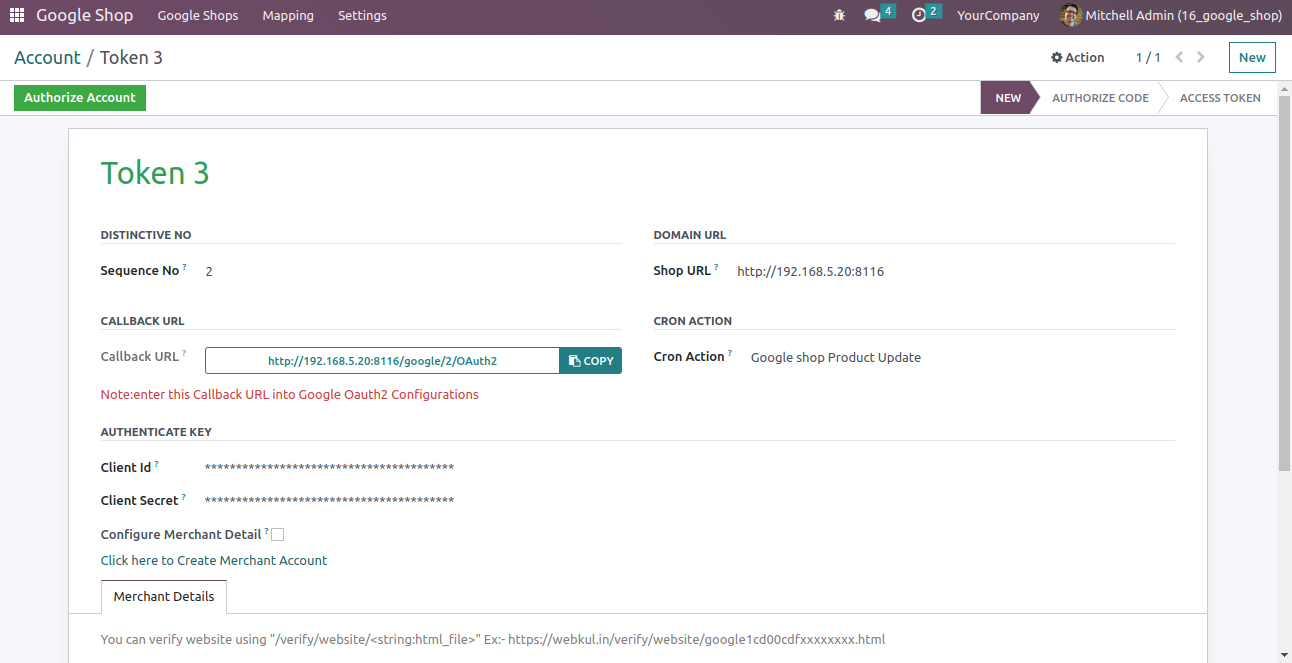 Google Shop Google Shops Mapping Settings 4 2 YourCompany Mitchell Admin (16_google_shop)
Account / Token 3 Action 1 / 1 New
Authorize Account NEW AUTHORIZE CODE ACCESS TOKEN
Token 3
DISTINCTIVE NO DOMAIN URL
Sequence No ? 2 Shop URL ? http://192.168.5.20:8116
CALLBACK URL CRON ACTION
Callback URL ? http://192.168.5.20:8116/google/2/OAuth2 COPY Cron Action ? Google shop Product Update
Note:enter this Callback URL into Google Oauth2 Configurations
AUTHENTICATE KEY
Client Id ? ****************************************
Client Secret ? ****************************************
Configure Merchant Detail ?
Click here to Create Merchant Account
Merchant Details
You can verify website using "/verify/website/<string:html_file>" Ex:- https://webkul.in/verify/website/google1cd00cdfxxxxxxxx.html